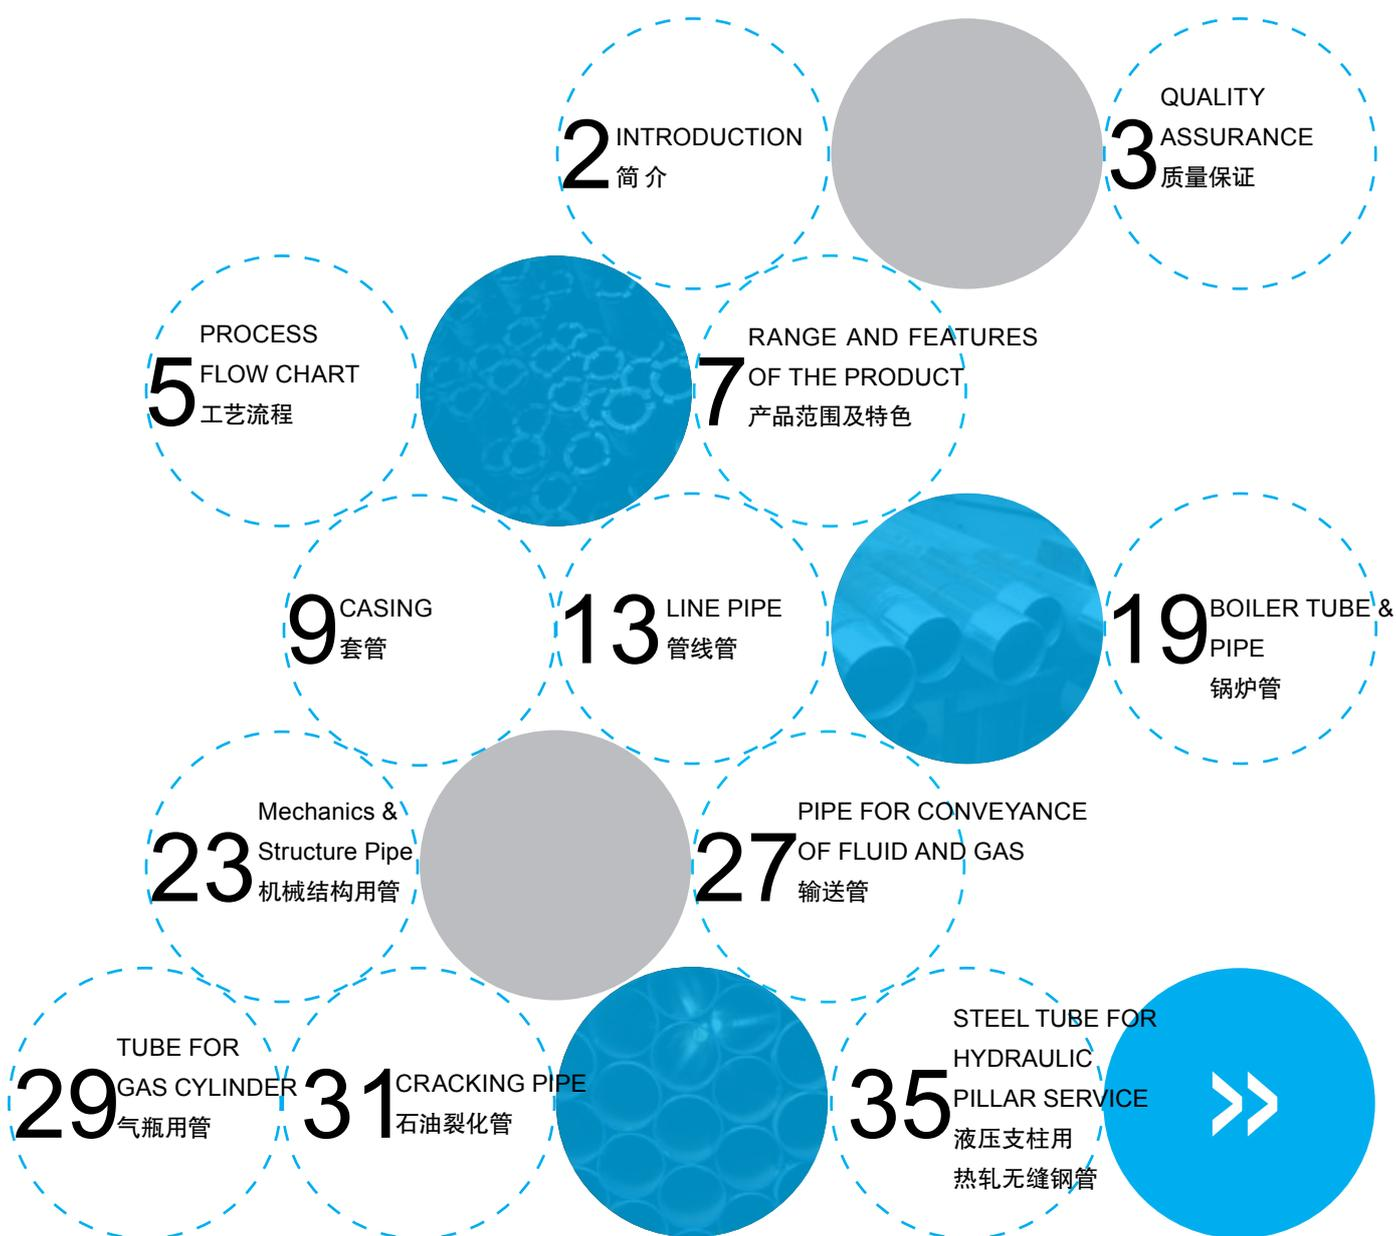 2
INTRODUCTION
简 介
3
QUALITY
ASSURANCE
质量保证
5
PROCESS
FLOW CHART
工艺流程
7
RANGE AND FEATURES
OF THE PRODUCT
产品范围及特色
9
CASING
套管
13
LINE PIPE
管线管
19
BOILER TUBE &
PIPE
锅炉管
23
Mechanics &
Structure Pipe
机械结构用管
27
PIPE FOR CONVEYANCE
OF FLUID AND GAS
输送管
29
TUBE FOR
GAS CYLINDER
气瓶用管
31
CRACKING PIPE
石油裂化管
35
STEEL TUBE FOR
HYDRAULIC
PILLAR SERVICE
液压支柱用
热轧无缝钢管